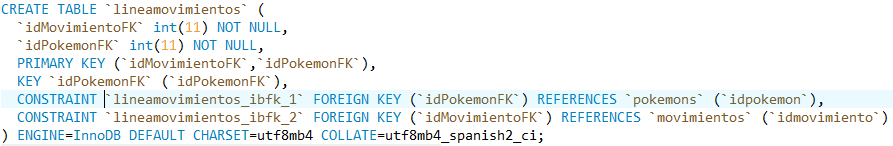 CREATE TABLE `lineamovimientos` (
  `idMovimientoFK` int(11) NOT NULL,
  `idPokemonFK` int(11) NOT NULL,
  PRIMARY KEY (`idMovimientoFK`,`idPokemonFK`),
  KEY `idPokemonFK` (`idPokemonFK`),
  CONSTRAINT `lineamovimientos_ibfk_1` FOREIGN KEY (`idPokemonFK`) REFERENCES `pokemons` (`idpokemon`),
  CONSTRAINT `lineamovimientos_ibfk_2` FOREIGN KEY (`idMovimientoFK`) REFERENCES `movimientos` (`idmovimiento`)
) ENGINE=InnoDB DEFAULT CHARSET=utf8mb4 COLLATE=utf8mb4_spanish2_ci;